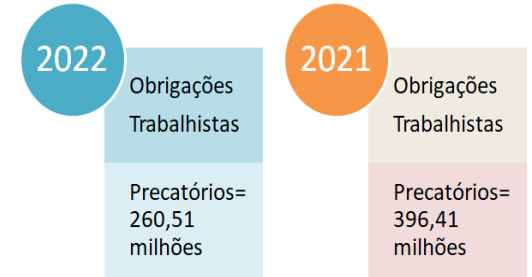 2022
Obrigações
Trabalhistas
Precatórios=
260,51
milhões
2021
Obrigações
Trabalhistas
Precatórios=
396,41
milhões